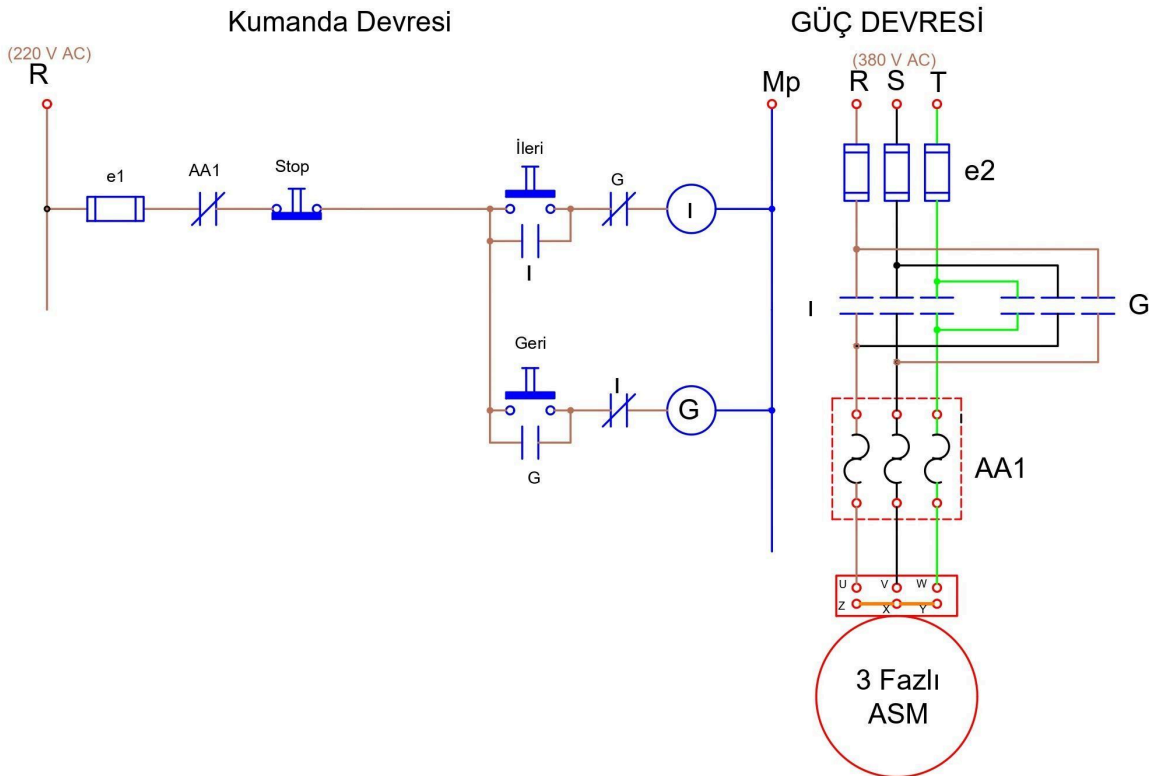 Kumanda Devresi
GÜÇ DEVRESİ
(220 V AC)
R
Mp
(380 V AC)
R S T
e1
AA1
Stop
İleri
G
I
I
e2
I
G
Geri
I
G
G
I
AA1
U V W
Z X Y
3 Fazlı
ASM